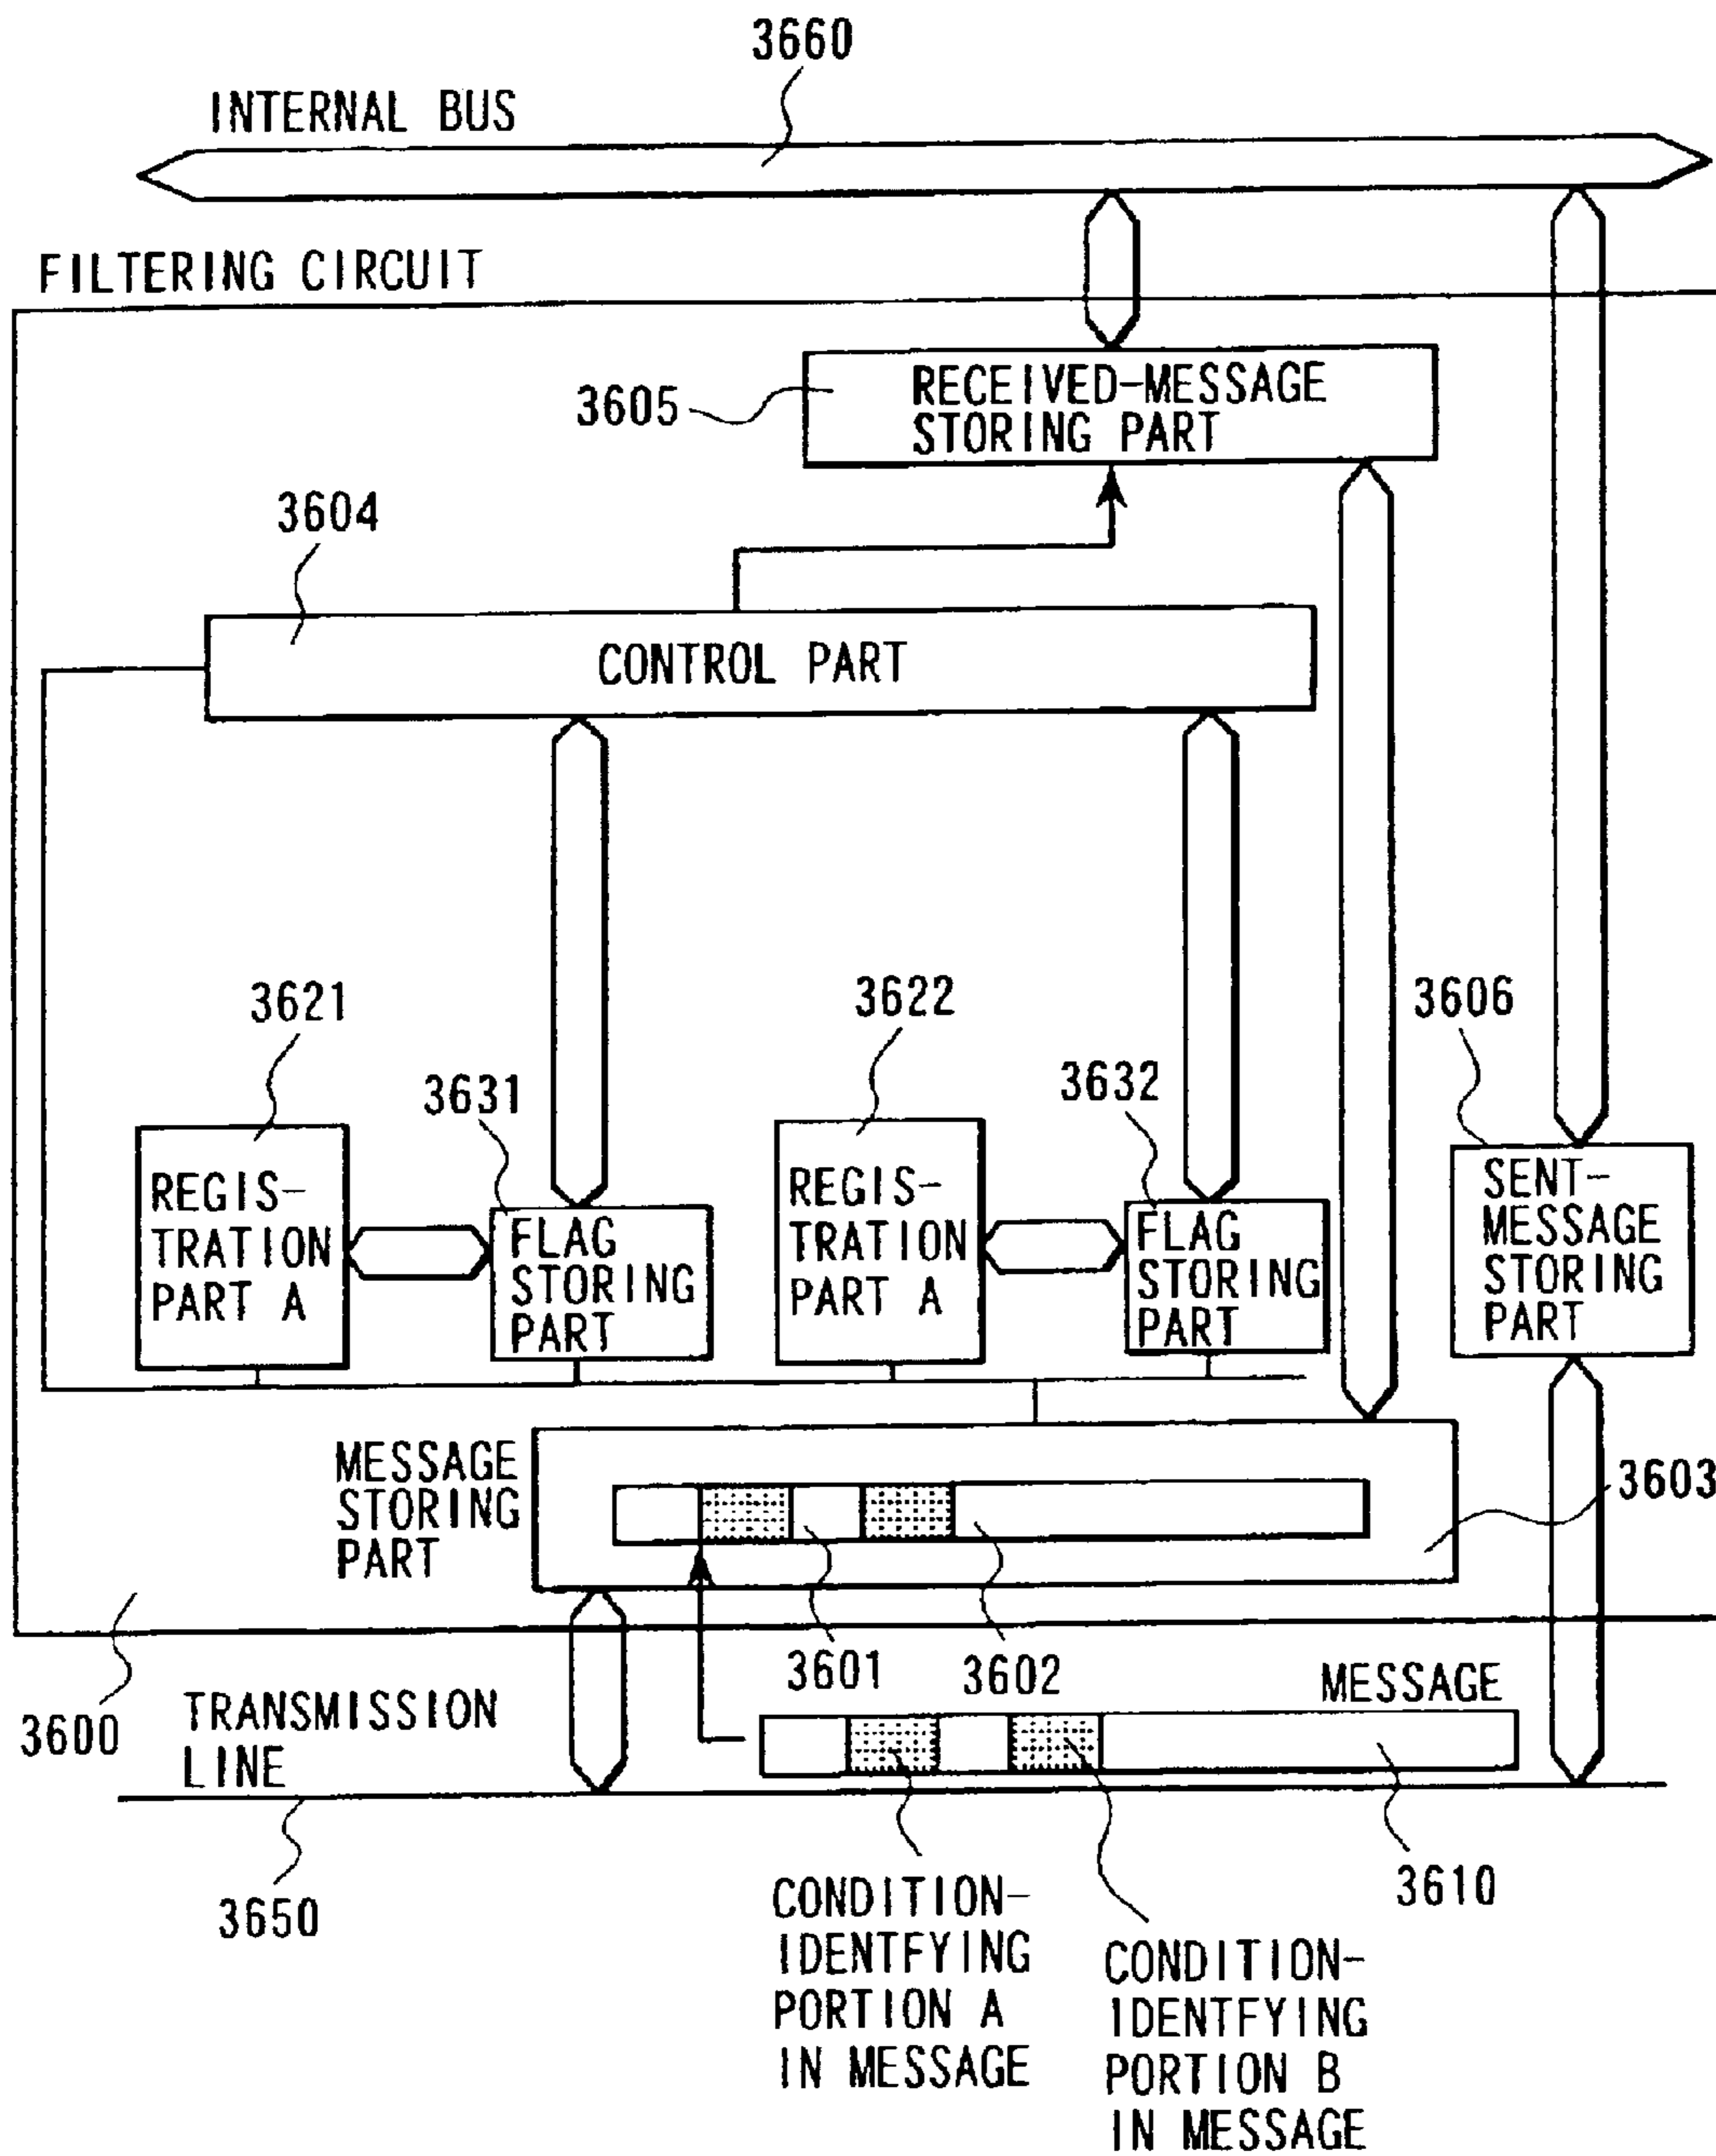 3660
INTERNAL BUS
FILTERING CIRCUIT
3605
RECEIVED-MESSAGE
STORING PART
3604
CONTROL PART
3621
3631
3622
3632
3606
REGIS-
TRATION
PART A
FLAG
STORING
PART
REGIS-
TRATION
PART A
FLAG
STORING
PART
SENT-
MESSAGE
STORING
PART
MESSAGE
STORING
PART
3603
3601
3602
MESSAGE
3600
TRANSMISSION
LINE
3650
3610
CONDITION-
IDENTFYING
PORTION A
IN MESSAGE
CONDITION-
IDENTFYING
PORTION B
IN MESSAGE